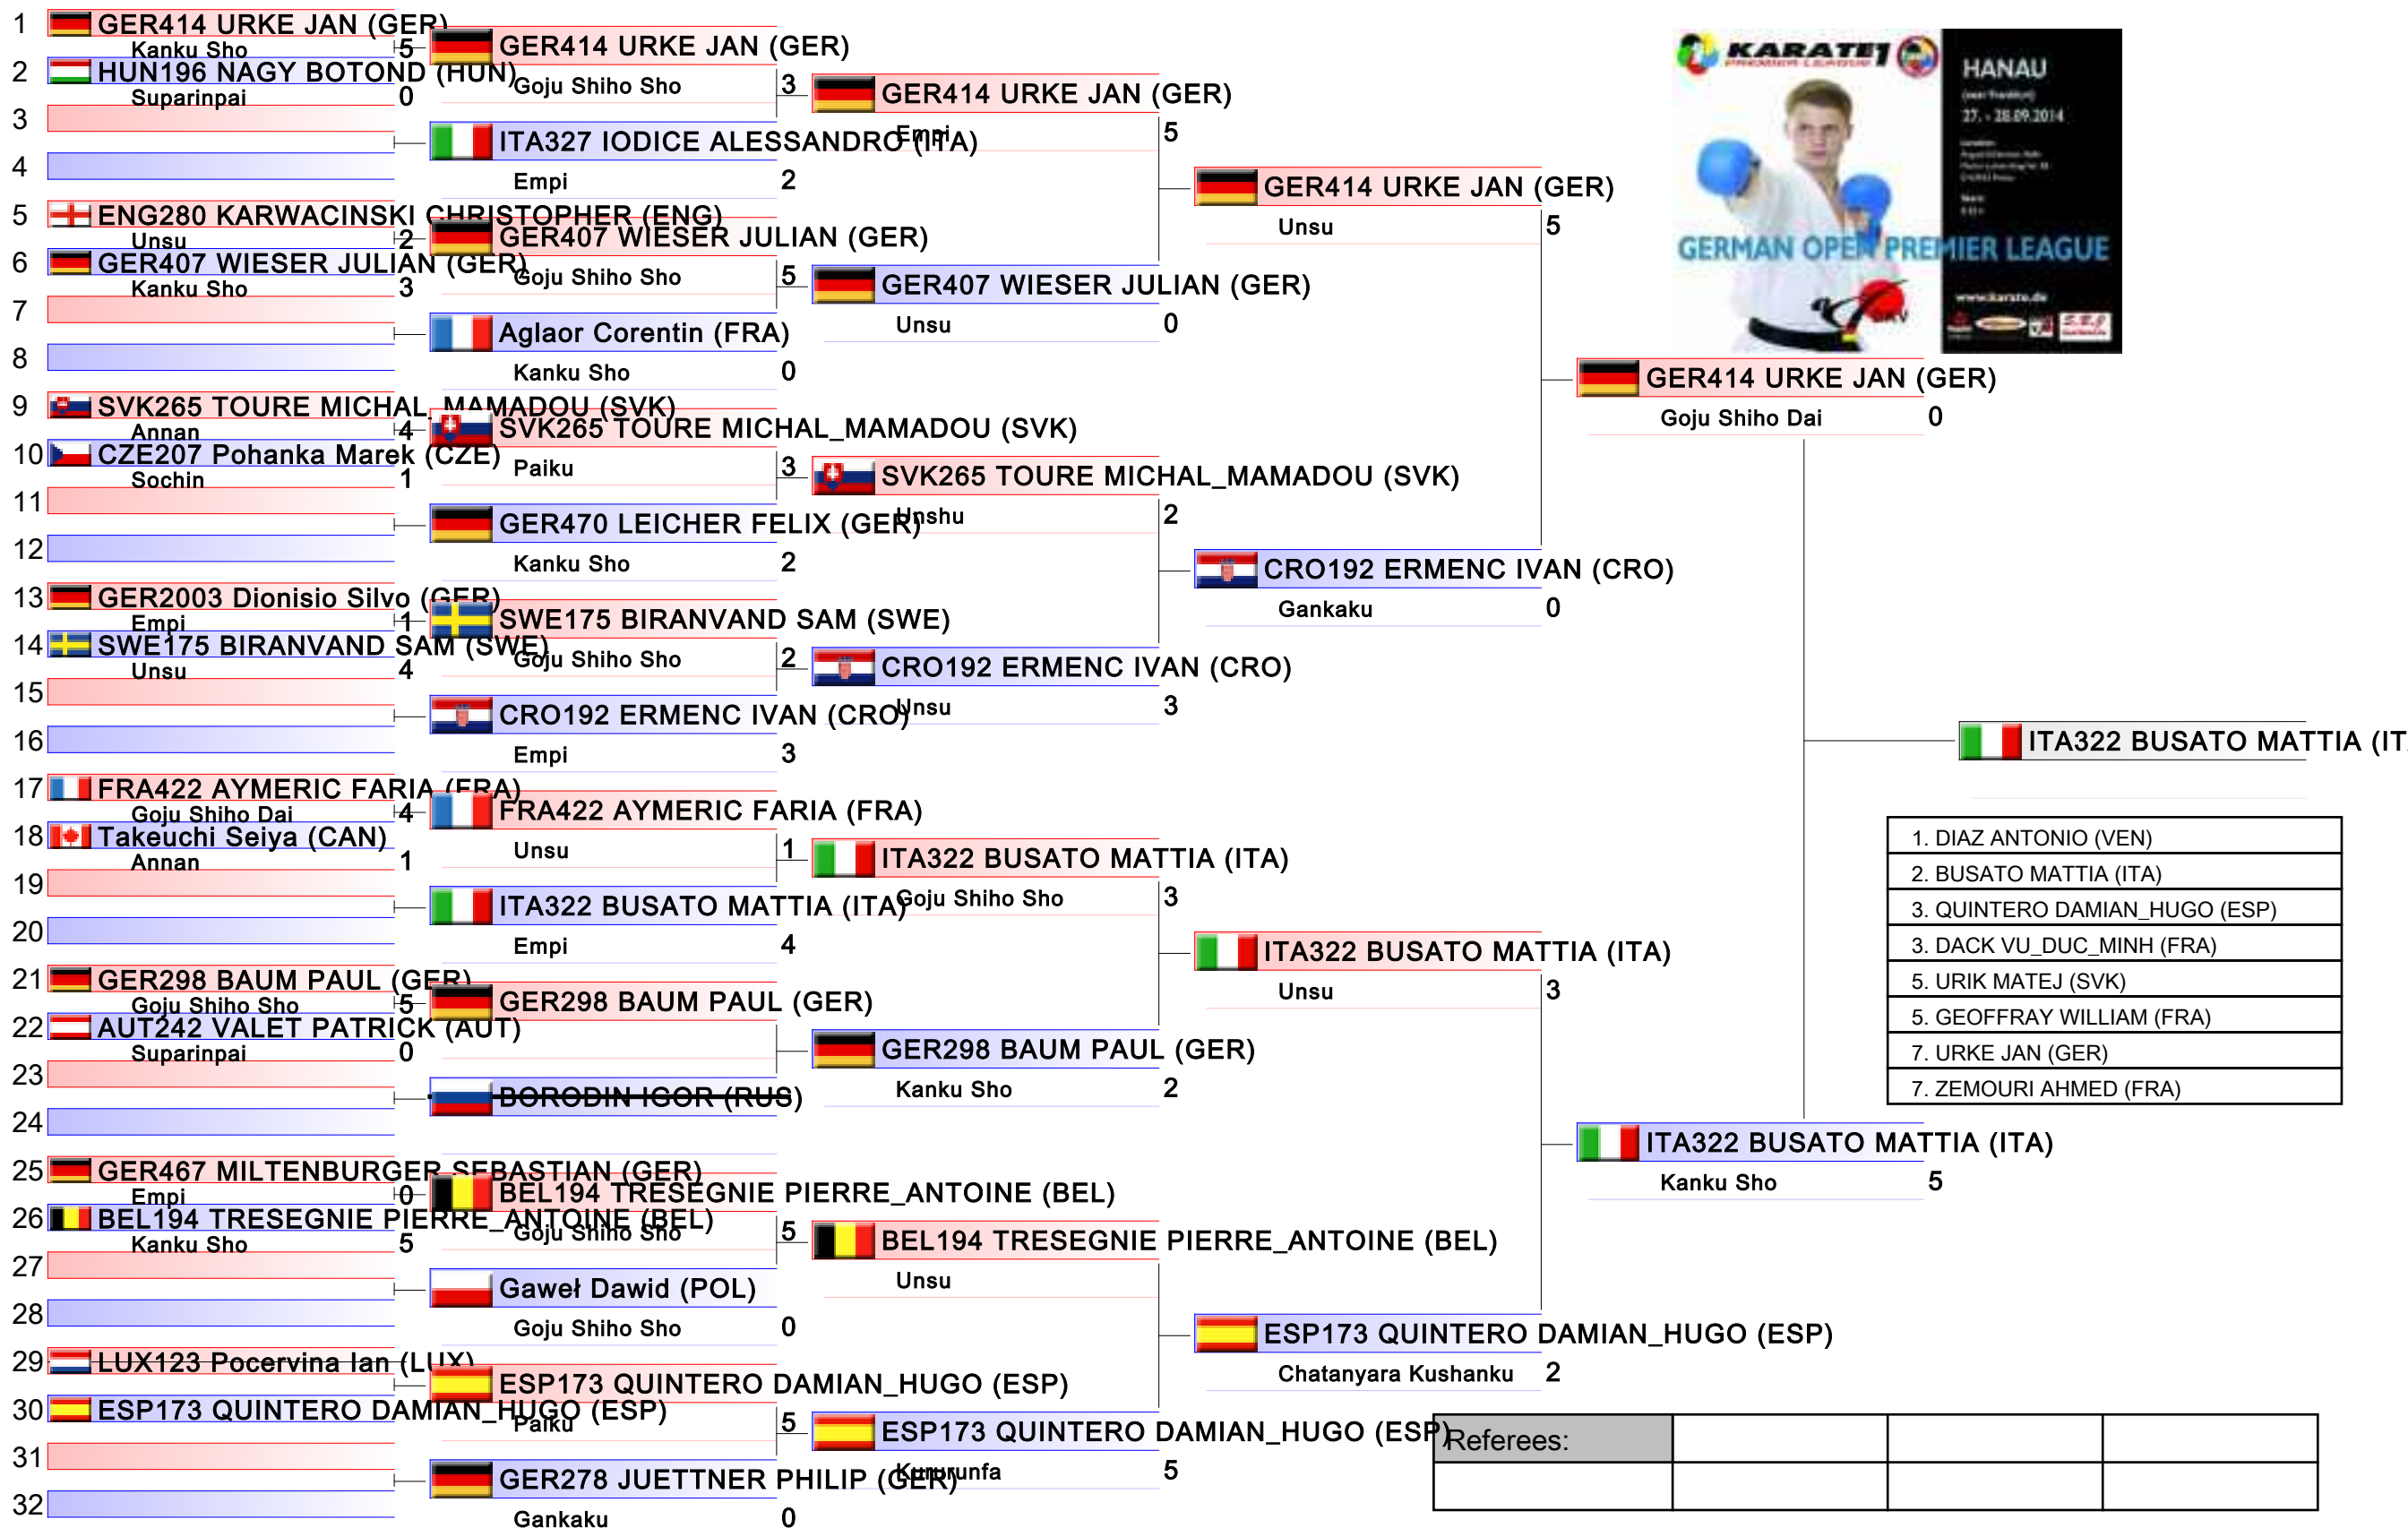 1 GER414 URKE JAN (GER)
Kanku Sho 5
2 HUN196 NAGY BOTOND (HUN)
Suparinpai 0
3
4
5 ENG280 KARWACINSKI CHRISTOPHER (ENG)
Unsu 2
6 GER407 WIESER JULIAN (GER)
Kanku Sho 3
7
8
9 SVK265 TOURE MICHAL_MAMADOU (SVK)
Annan 4
10 CZE207 Pohanka Marek (CZE)
Sochin 1
11
12
13 GER2003 Dionisio Silvo (GER)
Empi 1
14 SWE175 BIRANVAND SAM (SWE)
Unsu 4
15
16
17 FRA422 AYMERIC FARIA (FRA)
Goju Shiho Dai 4
18 Takeuchi Seiya (CAN)
Annan 1
19
20
21 GER298 BAUM PAUL (GER)
Goju Shiho Sho 5
22 AUT242 VALET PATRICK (AUT)
Suparinpai 0
23
24
25 GER467 MILTENBURGER SEBASTIAN (GER)
Empi 0
26 BEL194 TRESEGNIE PIERRE_ANTOINE (BEL)
Kanku Sho 5
27
28
29 LUX123 Pocervina Ian (LUX)
30 ESP173 QUINTERO DAMIAN_HUGO (ESP)
31
32
GER414 URKE JAN (GER)
Goju Shiho Sho 3
ITA327 IODICE ALESSANDRO (ITA)
Empi 2
GER407 WIESER JULIAN (GER)
Goju Shiho Sho 5
Aglaor Corentin (FRA)
Kanku Sho 0
SVK265 TOURE MICHAL_MAMADOU (SVK)
Paiku 3
GER470 LEICHER FELIX (GER)
Kanku Sho 2
SWE175 BIRANVAND SAM (SWE)
Goju Shiho Sho 2
CRO192 ERMENC IVAN (CRO)
Empi 3
FRA422 AYMERIC FARIA (FRA)
Unsu 1
ITA322 BUSATO MATTIA (ITA)
Empi 4
GER298 BAUM PAUL (GER)
BORODIN IGOR (RUS)
BEL194 TRESEGNIE PIERRE_ANTOINE (BEL)
Goju Shiho Sho 5
Gaweł Dawid (POL)
Goju Shiho Sho 0
ESP173 QUINTERO DAMIAN_HUGO (ESP)
Paiku 5
GER278 JUETTNER PHILIP (GER)
Gankaku 0
GER414 URKE JAN (GER)
Empi 5
GER407 WIESER JULIAN (GER)
Unsu 0
SVK265 TOURE MICHAL_MAMADOU (SVK)
Unshu 2
CRO192 ERMENC IVAN (CRO)
Unsu 3
ITA322 BUSATO MATTIA (ITA)
Goju Shiho Sho 3
GER298 BAUM PAUL (GER)
Kanku Sho 2
BEL194 TRESEGNIE PIERRE_ANTOINE (BEL)
Unsu
ESP173 QUINTERO DAMIAN_HUGO (ESP)
Kururunfa 5
GER414 URKE JAN (GER)
Unsu 5
CRO192 ERMENC IVAN (CRO)
Gankaku 0
ITA322 BUSATO MATTIA (ITA)
Unsu 3
ESP173 QUINTERO DAMIAN_HUGO (ESP)
Chatanyara Kushanku 2
KARATE1
PREMIER LEAGUE
HANAU
(near Frankfurt)
27. - 28.09.2014
GERMAN OPEN PREMIER LEAGUE
www.karate.de
GER414 URKE JAN (GER)
Goju Shiho Dai 0
ITA322 BUSATO MATTIA (ITA)
Kanku Sho 5
ITA322 BUSATO MATTIA (IT
1. DIAZ ANTONIO (VEN)
2. BUSATO MATTIA (ITA)
3. QUINTERO DAMIAN_HUGO (ESP)
3. DACK VU_DUC_MINH (FRA)
5. URIK MATEJ (SVK)
5. GEOFFRAY WILLIAM (FRA)
7. URKE JAN (GER)
7. ZEMOURI AHMED (FRA)
Referees: